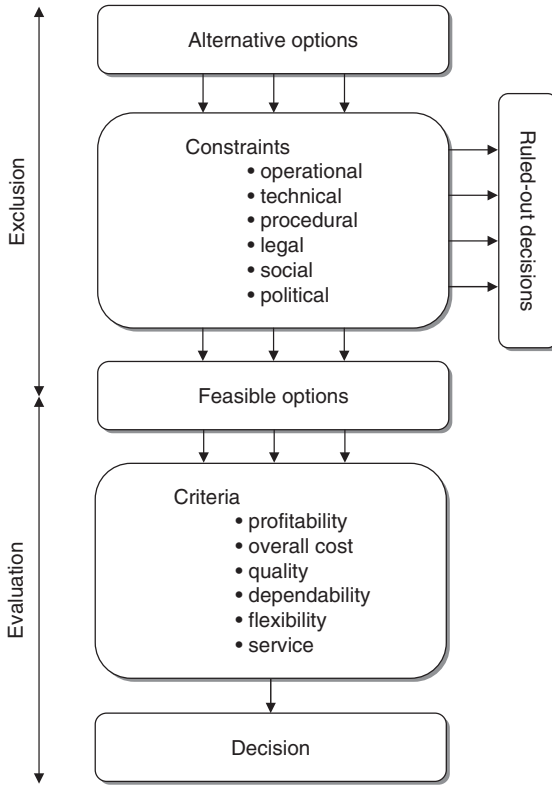 Alternative options
Constraints
• operational
• technical
• procedural
• legal
• social
• political
Ruled-out decisions
Exclusion
Feasible options
Criteria
• profitability
• overall cost
• quality
• dependability
• flexibility
• service
Evaluation
Decision